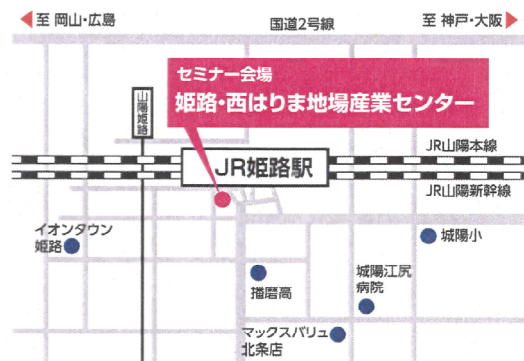 至 岡山・広島
国道2号線
至 神戸・大阪
セミナー会場
姫路・西はりま地場産業センター
山陽姫路
JR山陽本線
JR姫路駅
JR山陽新幹線
イオンタウン
姫路
城陽小
播磨高
城陽江尻
病院
マックスバリュ
北条店